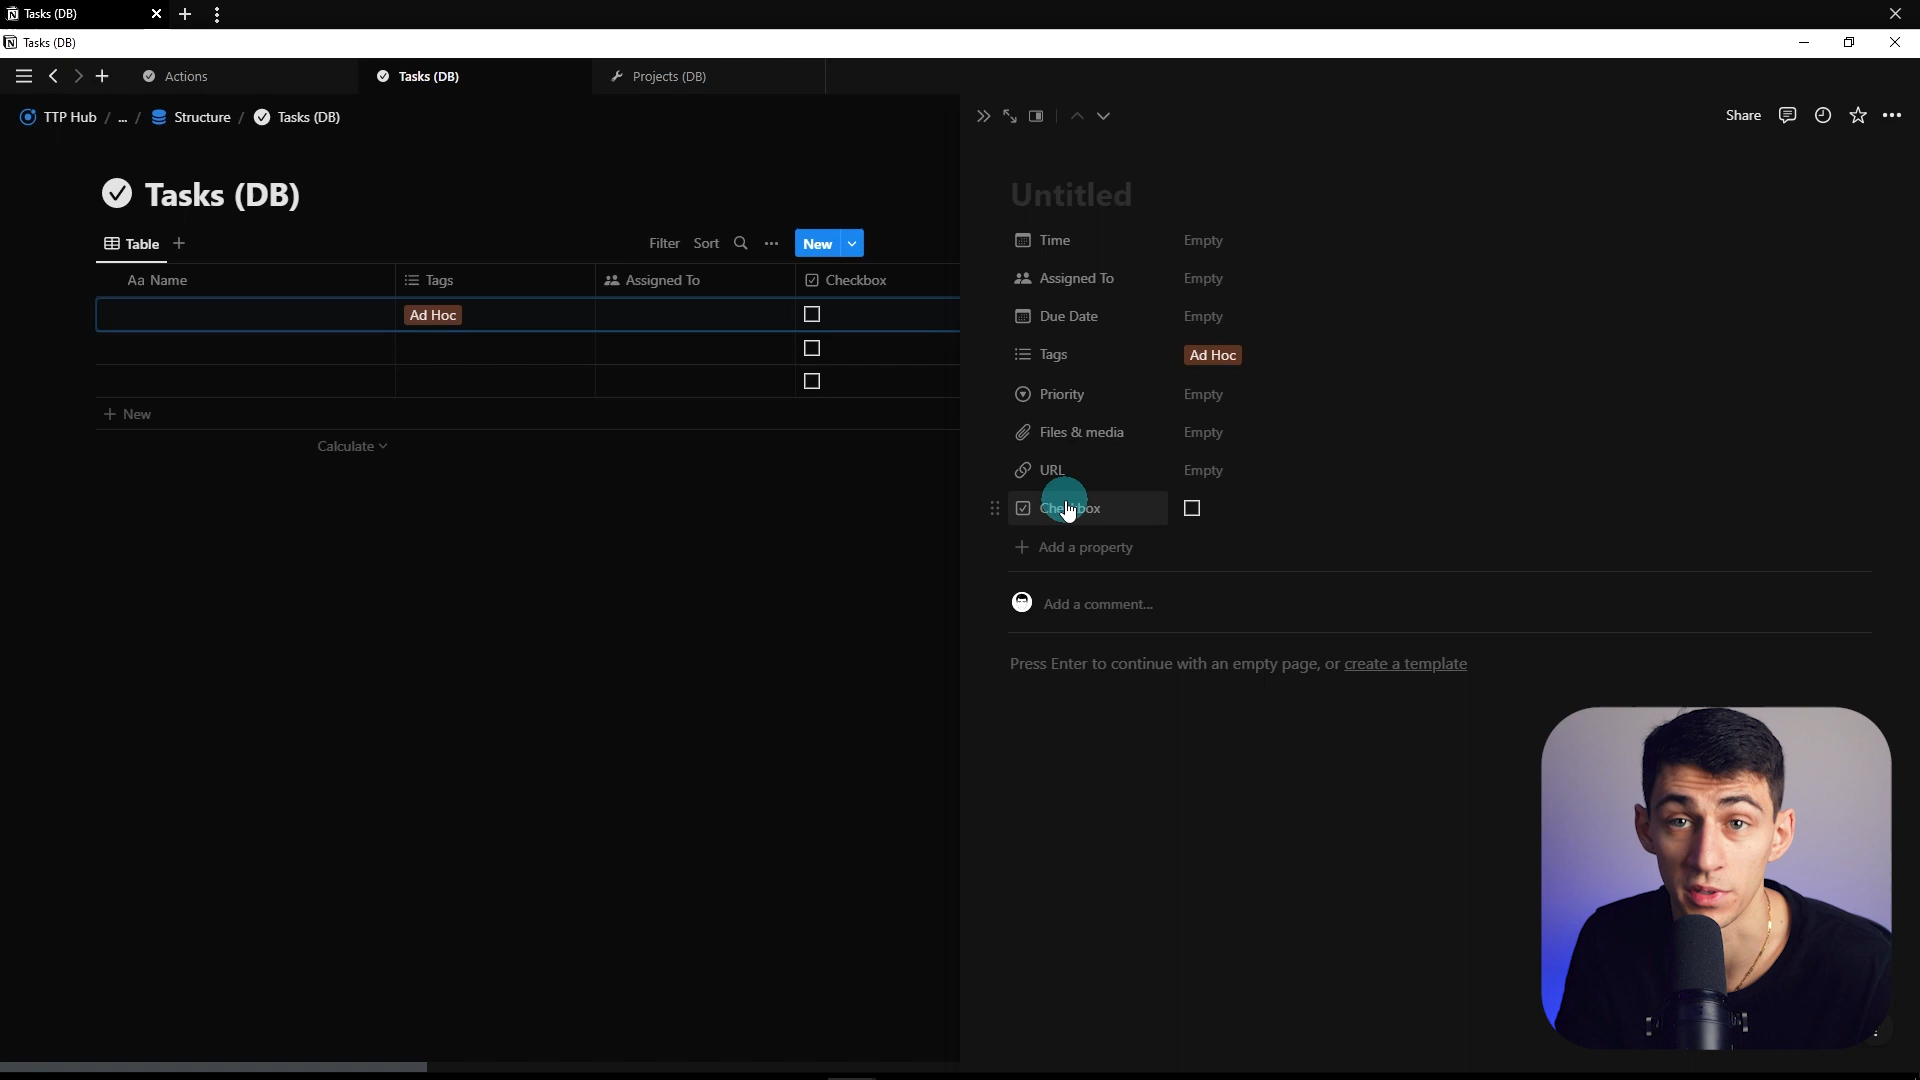 Tasks (DB)
Tasks (DB)
Actions
Tasks (DB)
Projects (DB)
TTP Hub / ... / Structure / Tasks (DB)
Share
Tasks (DB)
Untitled
Table
Filter Sort
New
Time Empty
Aa Name Tags Assigned To Checkbox
Assigned To Empty
Ad Hoc
Due Date Empty
Tags Ad Hoc
Priority Empty
+ New
Files & media Empty
Calculate
URL Empty
Checkbox
+ Add a property
Add a comment...
Press Enter to continue with an empty page, or create a template